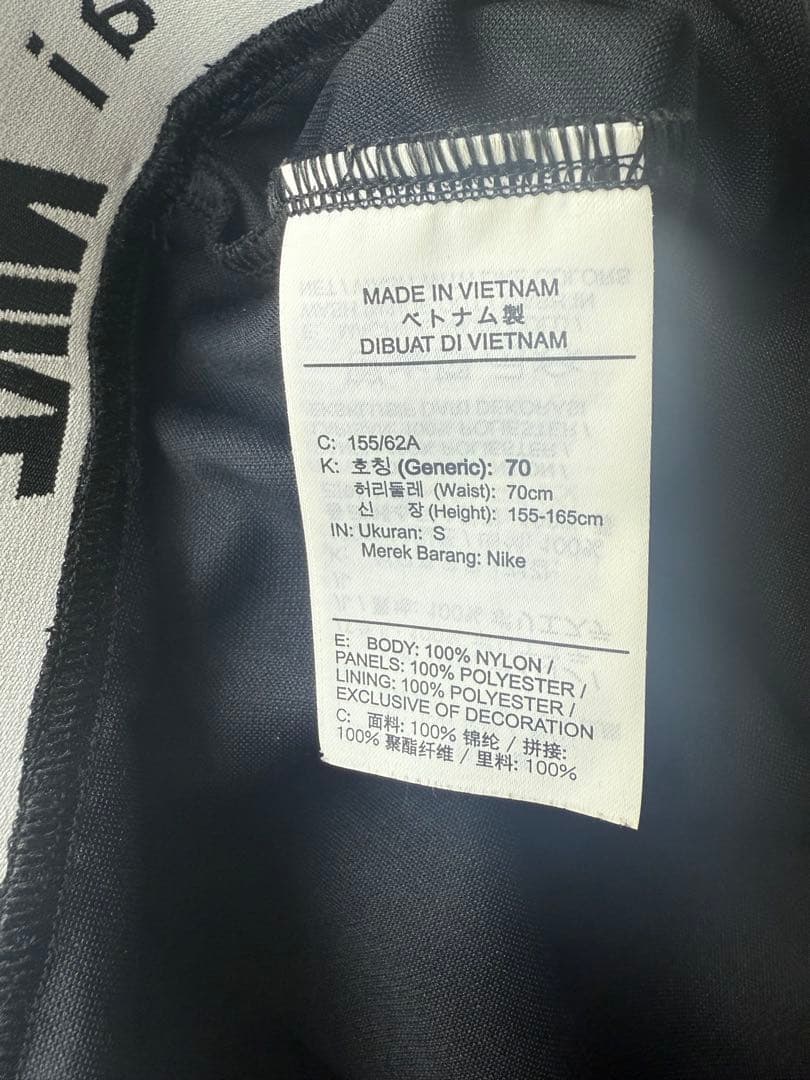 ai
NIKE
MADE IN VIETNAM
ベトナム製
DIBUAT DI VIETNAM
C: 155/62A
K: 호칭 (Generic): 70
허리둘레 (Waist): 70cm
신 장 (Height): 155-165cm
IN: Ukuran: S
Merek Barang: Nike
E: BODY: 100% NYLON /
PANELS: 100% POLYESTER /
LINING: 100% POLYESTER /
EXCLUSIVE OF DECORATION
C: 面料: 100% 锦纶 / 拼接:
100% 聚酯纤维 / 里料: 100%